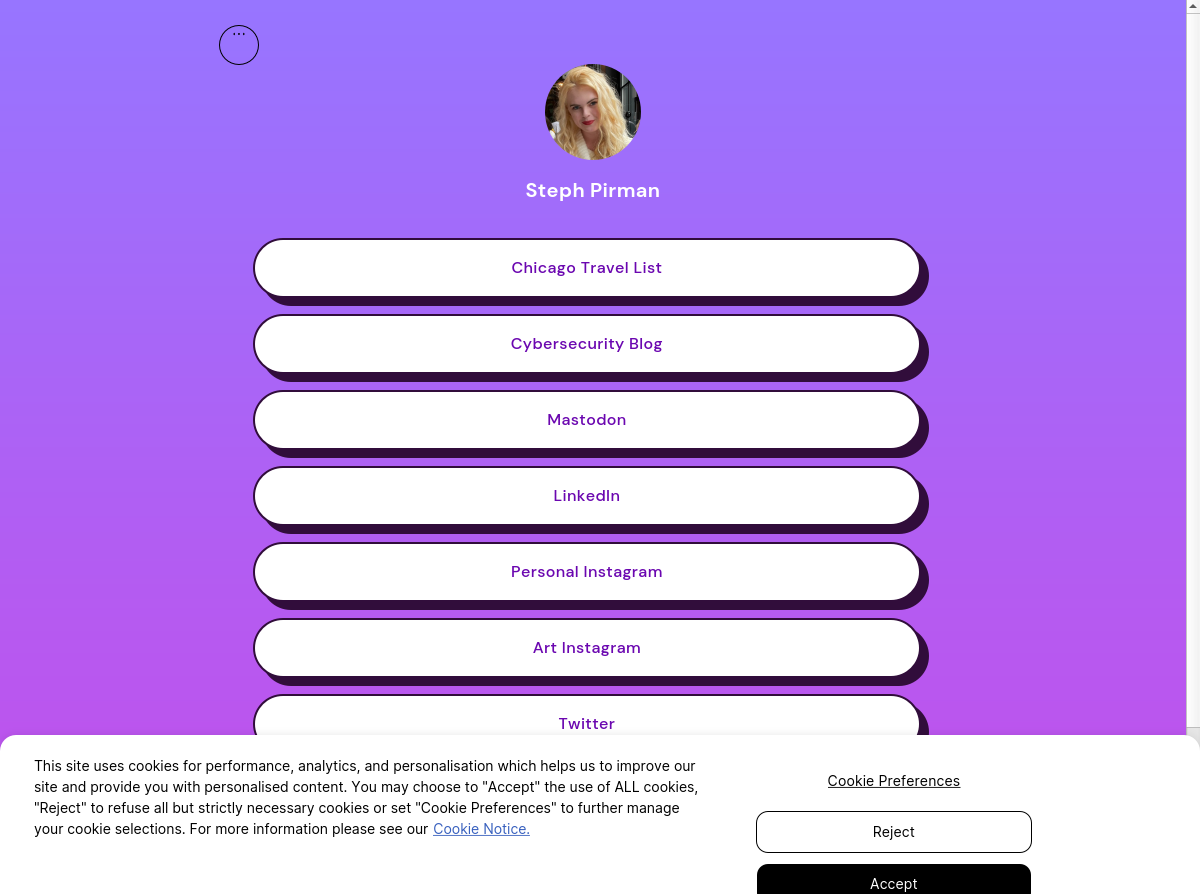 ...
Steph Pirman
Chicago Travel List
Cybersecurity Blog
Mastodon
LinkedIn
Personal Instagram
Art Instagram
Twitter
This site uses cookies for performance, analytics, and personalisation which helps us to improve our
site and provide you with personalised content. You may choose to "Accept" the use of ALL cookies,
"Reject" to refuse all but strictly necessary cookies or set "Cookie Preferences" to further manage
your cookie selections. For more information please see our Cookie Notice.
Cookie Preferences
Reject
Accept